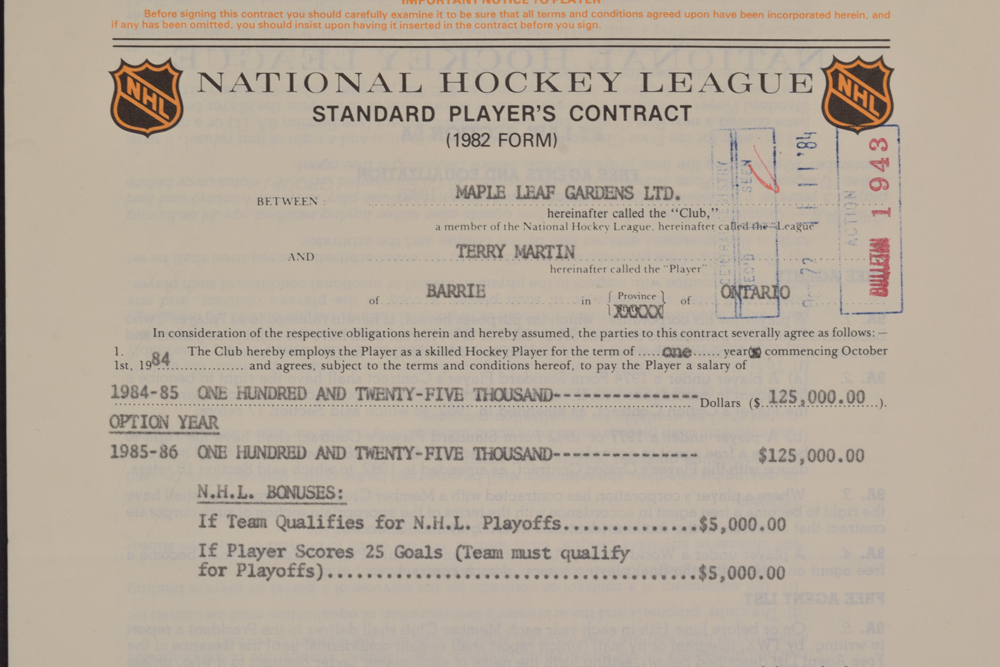 IMPORTANT NOTICE TO PLAYER
Before signing this contract you should carefully examine it to be sure that all terms and conditions agreed upon have been incorporated herein, and
if any has been omitted, you should insist upon having it inserted in the contract before you sign.
NHL NATIONAL HOCKEY LEAGUE NHL
STANDARD PLAYER'S CONTRACT
(1982 FORM)
BETWEEN: MAPLE LEAF GARDENS LTD.
hereinafter called the "Club,"
a member of the National Hockey League, hereinafter called the "League"
AND TERRY MARTIN
hereinafter called the "Player"
of BARRIE in { Province } of ONTARIO
XXXXX
In consideration of the respective obligations herein and hereby assumed, the parties to this contract severally agree as follows:
1. The Club hereby employs the Player as a skilled Hockey Player for the term of .....one...... year(x) commencing October
1st, 1984................. and agrees, subject to the terms and conditions hereof, to pay the Player a salary of
1984-85 ONE HUNDRED AND TWENTY-FIVE THOUSAND---------------- Dollars ($.125,000.00...).
OPTION YEAR
1985-86 ONE HUNDRED AND TWENTY-FIVE THOUSAND---------------- $125,000.00
N.H.L. BONUSES:
If Team Qualifies for N.H.L. Playoffs..............$5,000.00
If Player Scores 25 Goals (Team must qualify
for Playoffs)......................................$5,000.00
SEEN
REC'D
11 '84
ACTION
BULLETIN 1943